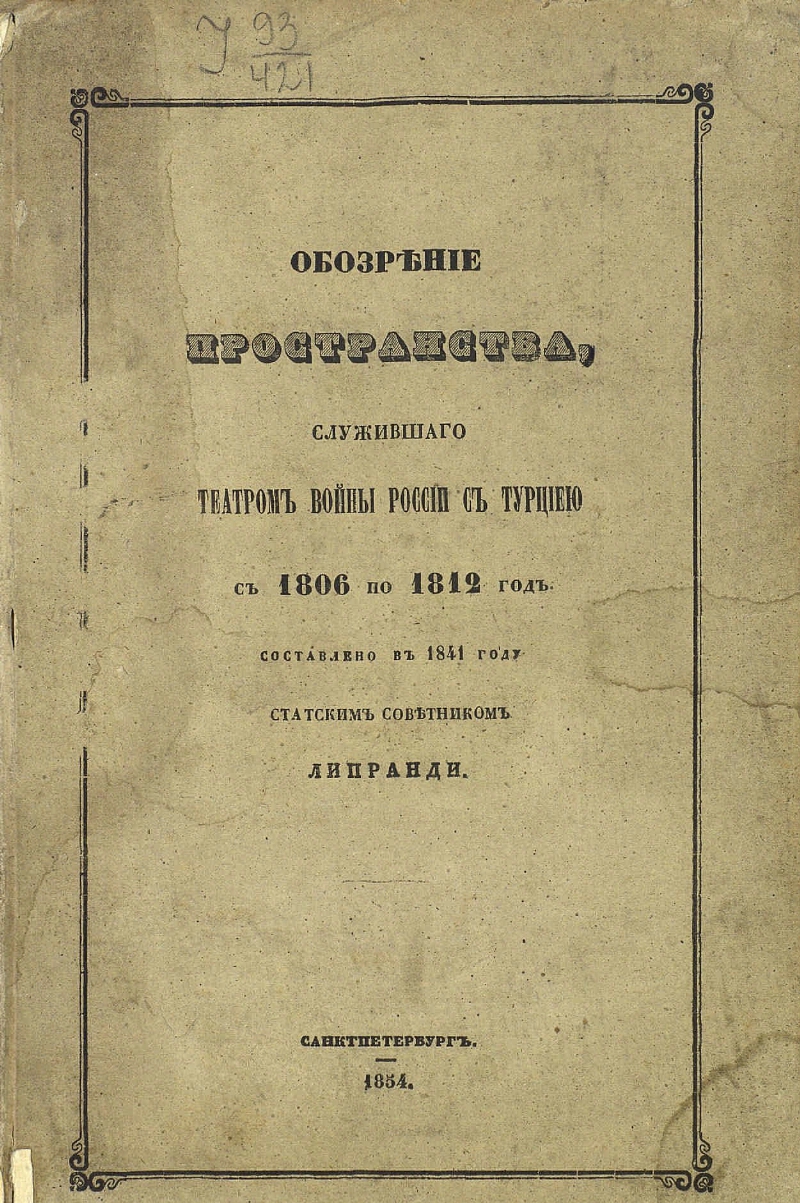 У 93
421
ОБОЗРѢНІЕ
ПРОСТРАНСТВА,
СЛУЖИВШАГО
ТЕАТРОМЪ ВОЙНЫ РОССІИ СЪ ТУРЦІЕЮ
СЪ 1806 ПО 1812 ГОДЪ.
СОСТАВЛЕНО ВЪ 1841 ГОДУ
СТАТСКИМЪ СОВѢТНИКОМЪ
ЛИПРАНДИ.
САНКТПЕТЕРБУРГЪ.
1854.